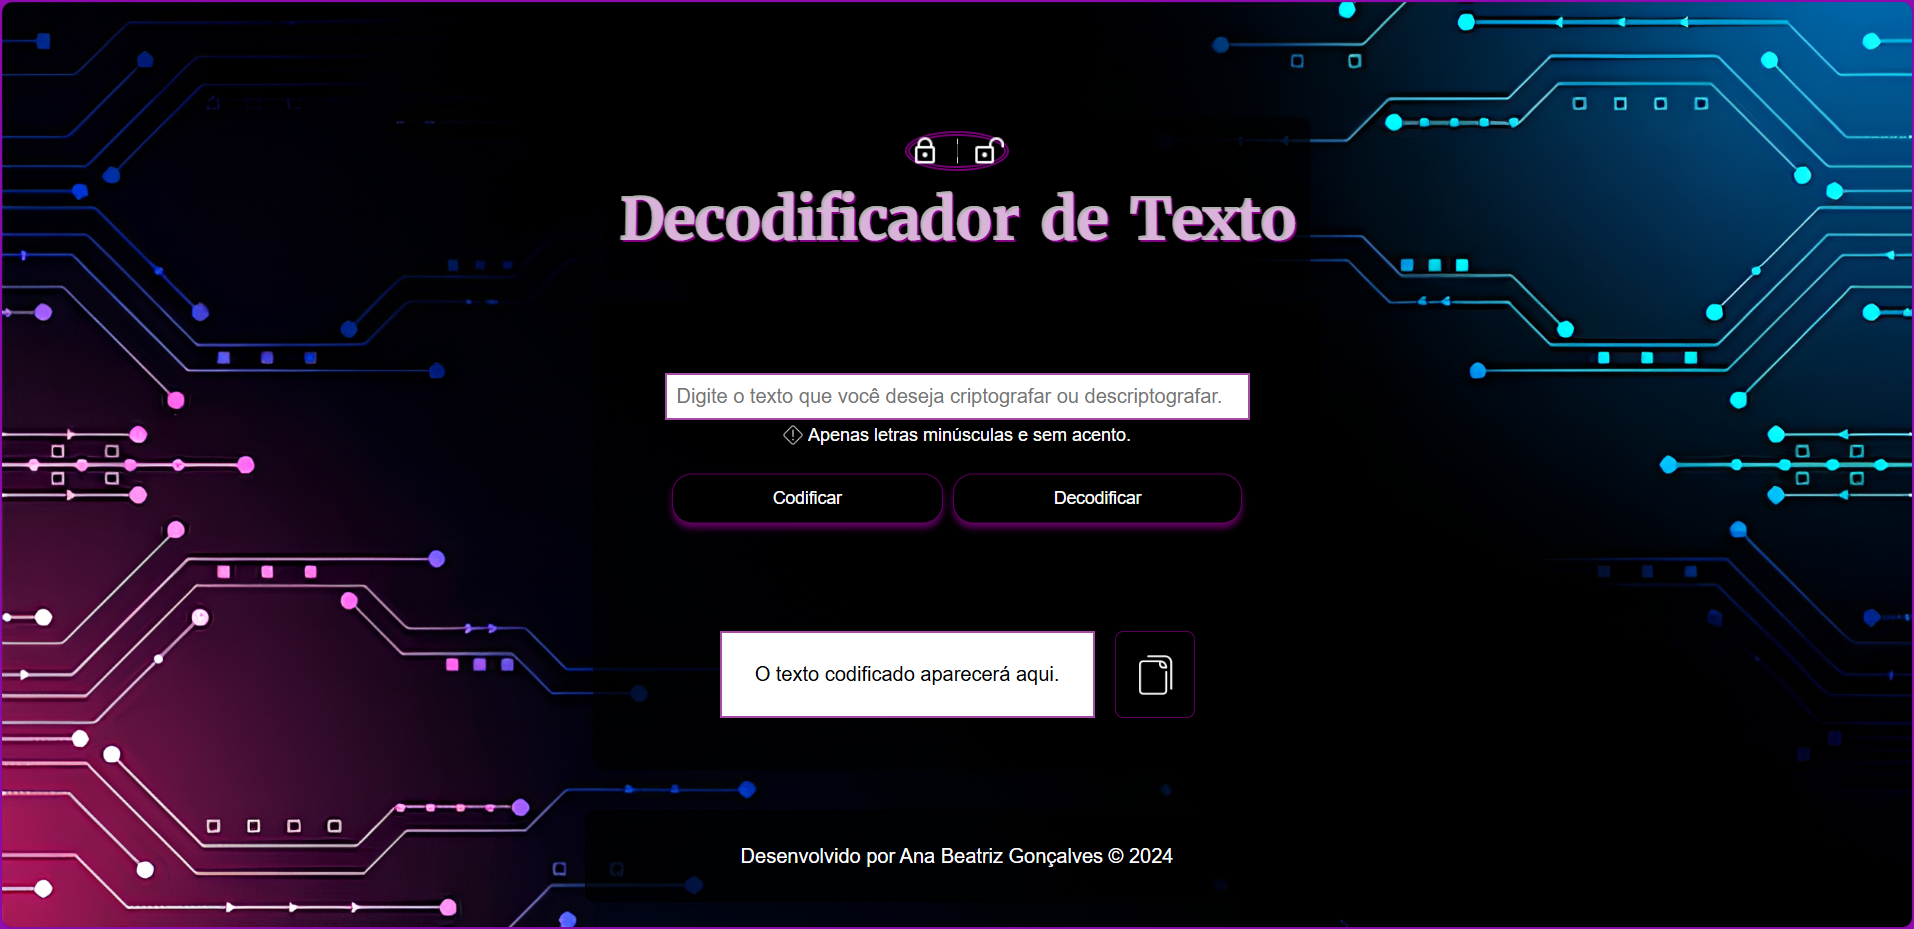 Decodificador de Texto
Digite o texto que você deseja criptografar ou descriptografar.
Apenas letras minúsculas e sem acento.
Codificar
Decodificar
O texto codificado aparecerá aqui.
Desenvolvido por Ana Beatriz Gonçalves © 2024